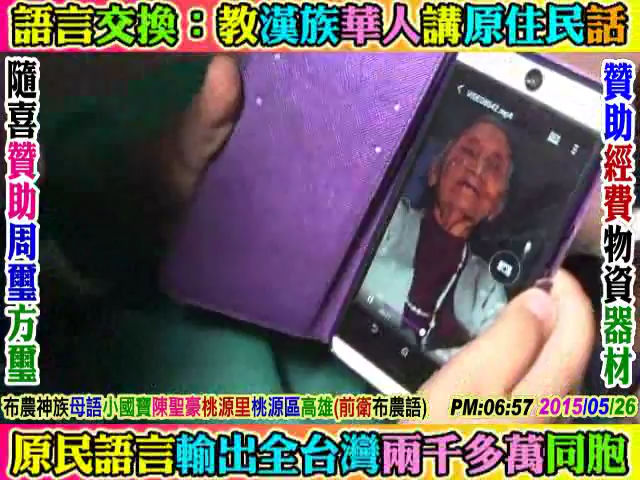 語言交換：教漢族華人講原住民話
隨喜贊助周璽方璽
贊助經費物資器材
布農神族母語小國寶陳聖豪桃源里桃源區高雄(前衛布農語)
PM:06:57 2015/05/26
原民語言輸出全台灣兩千多萬同胞